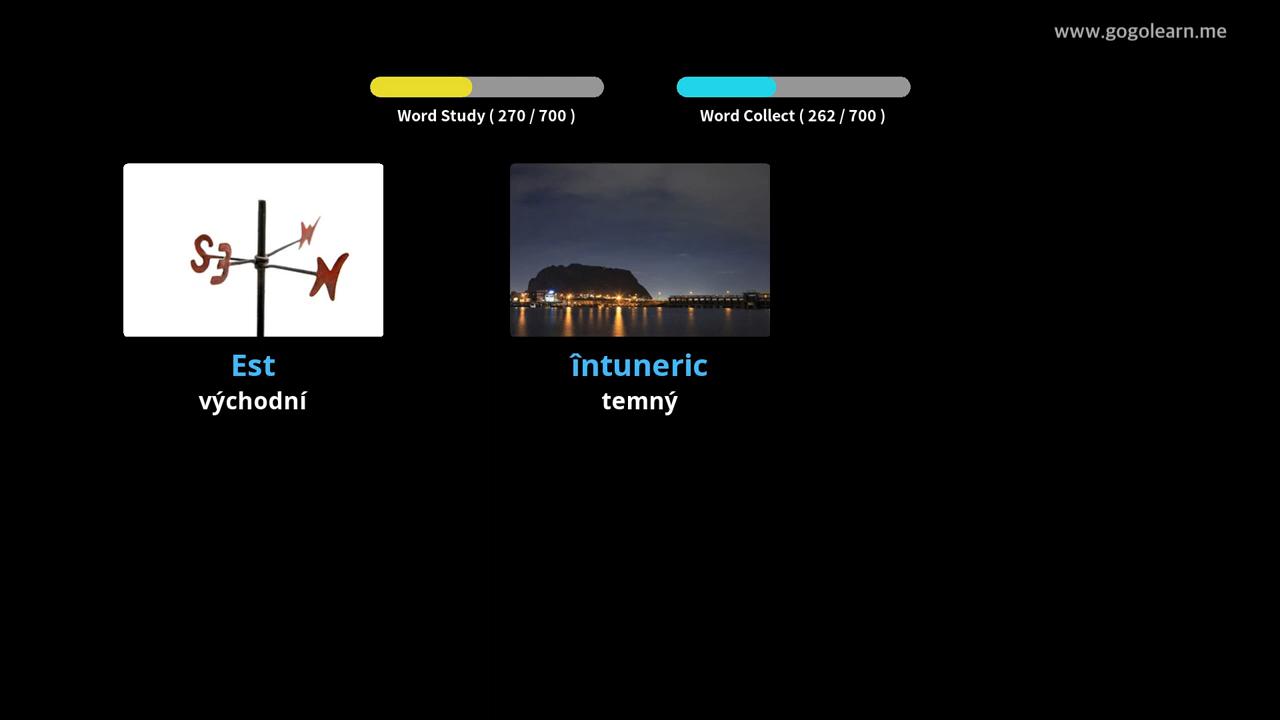 www.gogolearn.me
Word Study ( 270 / 700 )
Word Collect ( 262 / 700 )
S
E
W
N
Est
întuneric
východní
temný